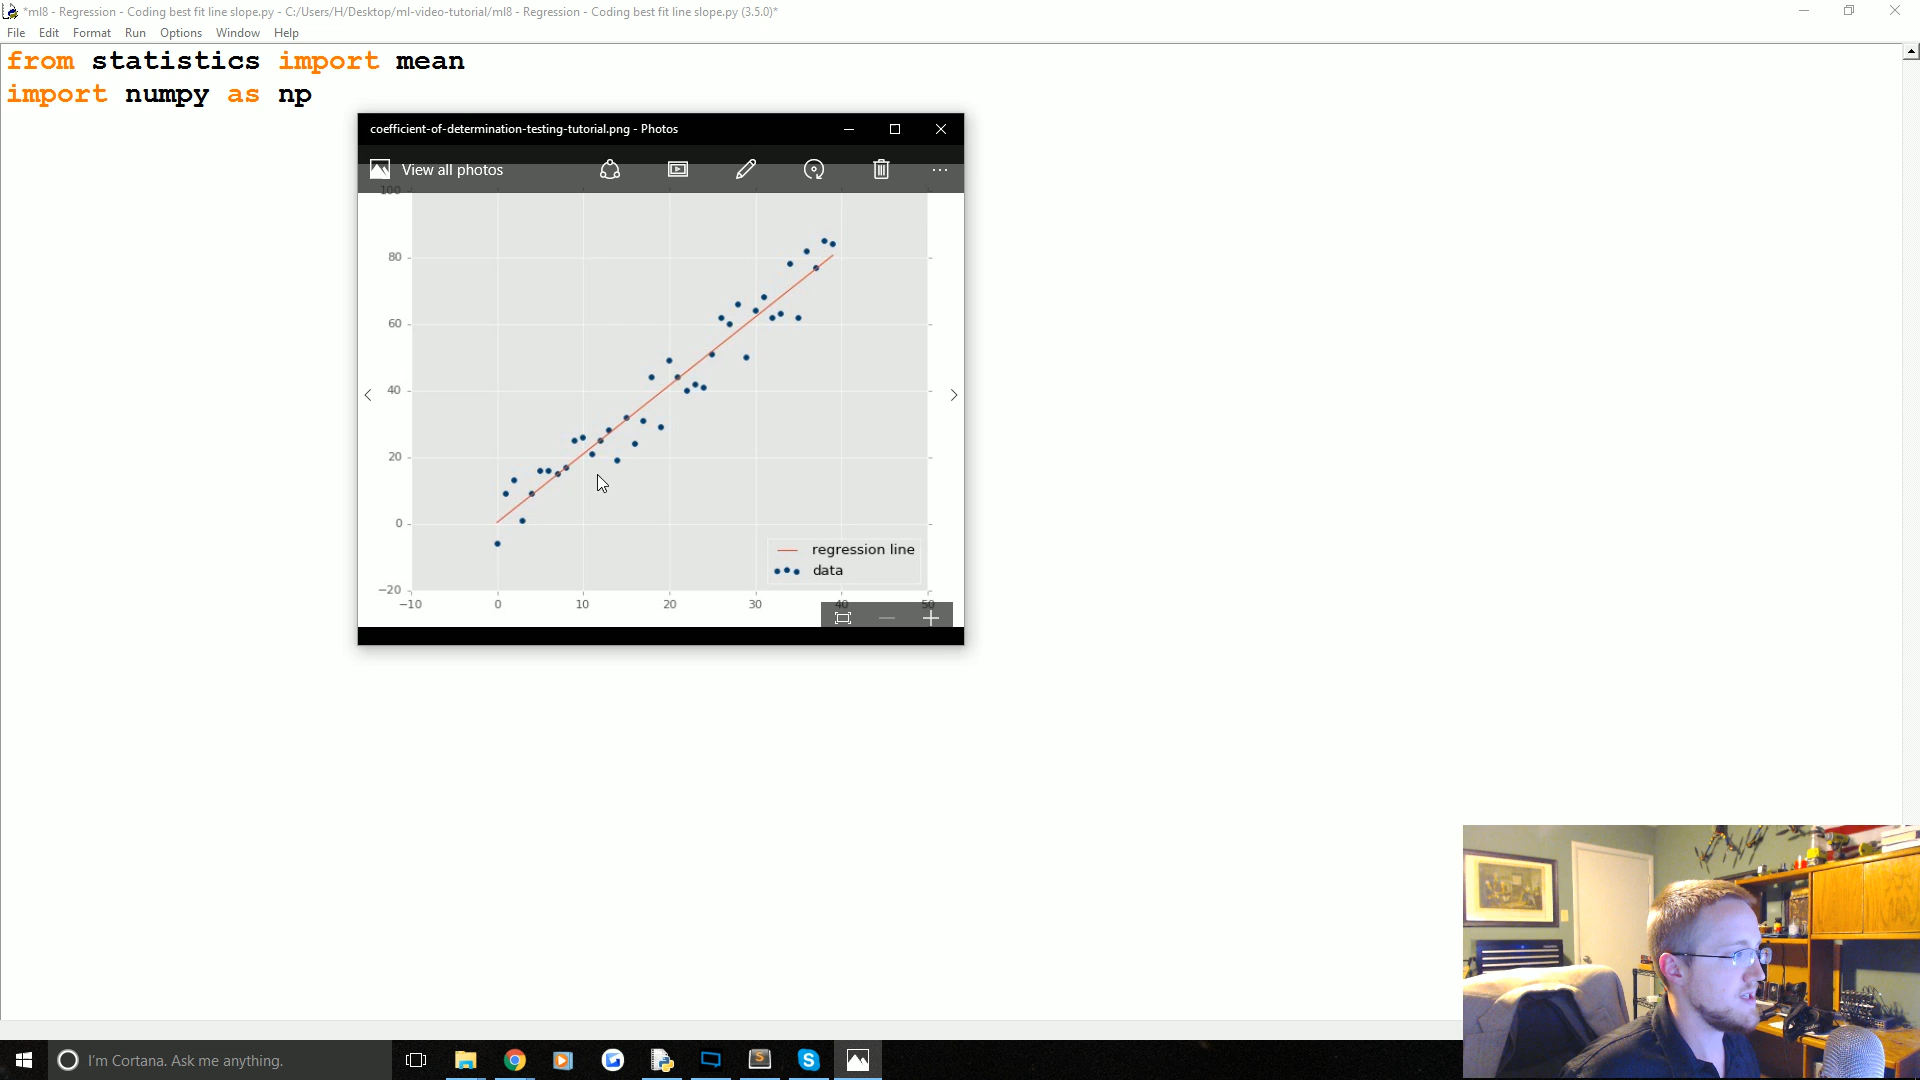 *ml8 - Regression - Coding best fit line slope.py - C:/Users/H/Desktop/ml-video-tutorial/ml8 - Regression - Coding best fit line slope.py (3.5.0)*
File Edit Format Run Options Window Help
from statistics import mean
import numpy as np
coefficient-of-determination-testing-tutorial.png - Photos
View all photos
100
80
60
40
20
0
−20
−10 0 10 20 30 40 50
regression line
data
I'm Cortana. Ask me anything.